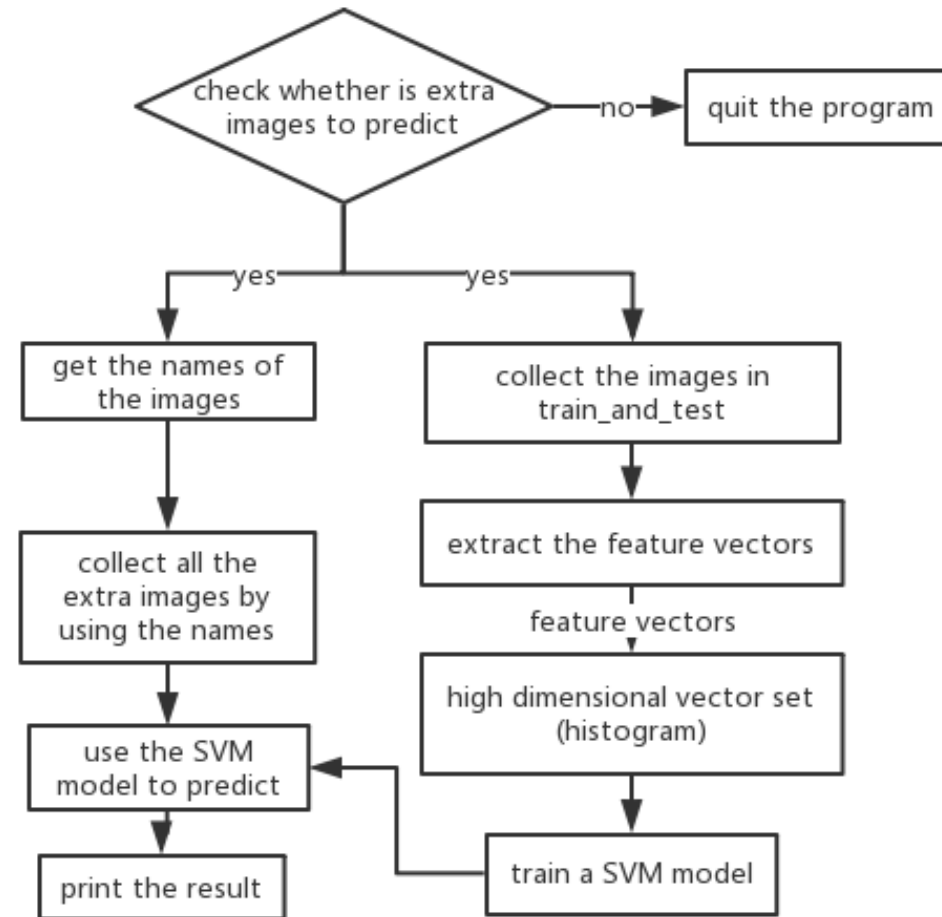 check whether is extra
images to predict
no
quit the program
yes
yes
get the names of
the images
collect the images in
train_and_test
collect all the
extra images by
using the names
extract the feature vectors
feature vectors
high dimensional vector set
(histogram)
use the SVM
model to predict
train a SVM model
print the result